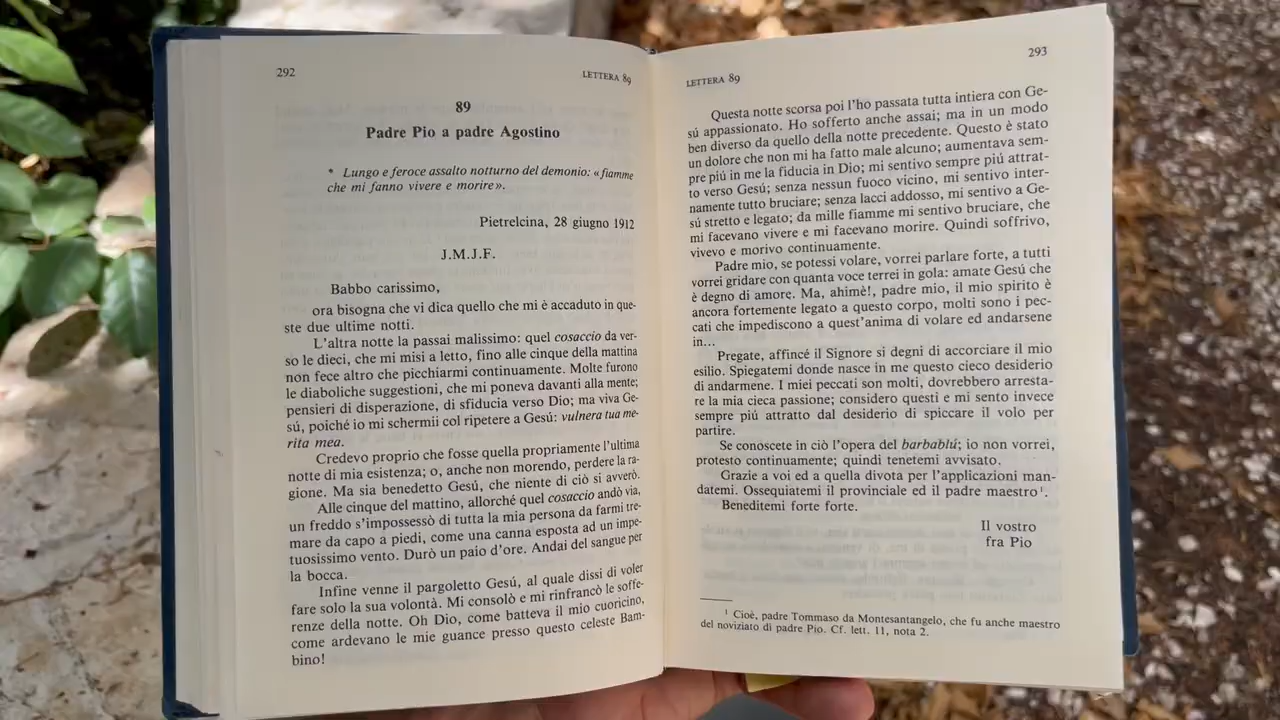 292
LETTERA 89
89
Padre Pio a padre Agostino
* Lungo e feroce assalto notturno del demonio: «fiamme
che mi fanno vivere e morire».
Pietrelcina, 28 giugno 1912
J.M.J.F.
Babbo carissimo,
ora bisogna che vi dica quello che mi è accaduto in que-
ste due ultime notti.
L'altra notte la passai malissimo: quel cosaccio da ver-
so le dieci, che mi misi a letto, fino alle cinque della mattina
non fece altro che picchiarmi continuamente. Molte furono
le diaboliche suggestioni, che mi poneva davanti alla mente;
pensieri di disperazione, di sfiducia verso Dio; ma viva Ge-
sú, poiché io mi schermii col ripetere a Gesú: vulnera tua me-
rita mea.
Credevo proprio che fosse quella propriamente l'ultima
notte di mia esistenza; o, anche non morendo, perdere la ra-
gione. Ma sia benedetto Gesú, che niente di ciò si avverò.
Alle cinque del mattino, allorché quel cosaccio andò via,
un freddo s'impossessò di tutta la mia persona da farmi tre-
mare da capo a piedi, come una canna esposta ad un impe-
tuosissimo vento. Durò un paio d'ore. Andai del sangue per
la bocca.
Infine venne il pargoletto Gesú, al quale dissi di voler
fare solo la sua volontà. Mi consolò e mi rinfrancò le soffe-
renze della notte. Oh Dio, come batteva il mio cuoricino,
come ardevano le mie guance presso questo celeste Bam-
bino!
293
LETTERA 89
Questa notte scorsa poi l'ho passata tutta intiera con Ge-
sú appassionato. Ho sofferto anche assai; ma in un modo
ben diverso da quello della notte precedente. Questo è stato
un dolore che non mi ha fatto male alcuno; aumentava sem-
pre piú in me la fiducia in Dio; mi sentivo sempre piú attrat-
to verso Gesú; senza nessun fuoco vicino, mi sentivo inter-
namente tutto bruciare; senza lacci addosso, mi sentivo a Ge-
sú stretto e legato; da mille fiamme mi sentivo bruciare, che
mi facevano vivere e mi facevano morire. Quindi soffrivo,
vivevo e morivo continuamente.
Padre mio, se potessi volare, vorrei parlare forte, a tutti
vorrei gridare con quanta voce terrei in gola: amate Gesú che
è degno di amore. Ma, ahimè!, padre mio, il mio spirito è
ancora fortemente legato a questo corpo, molti sono i pec-
cati che impediscono a quest'anima di volare ed andarsene
in...
Pregate, affincé il Signore si degni di accorciare il mio
esilio. Spiegatemi donde nasce in me questo cieco desiderio
di andarmene. I miei peccati son molti, dovrebbero arresta-
re la mia cieca passione; considero questi e mi sento invece
sempre piú attratto dal desiderio di spiccare il volo per
partire.
Se conoscete in ciò l'opera del barbablú; io non vorrei,
protesto continuamente; quindi tenetemi avvisato.
Grazie a voi ed a quella divota per l'applicazioni man-
datemi. Ossequiatemi il provinciale ed il padre maestro¹.
Beneditemi forte forte.
Il vostro
fra Pio
¹ Cioè, padre Tommaso da Montesantangelo, che fu anche maestro
del noviziato di padre Pio. Cf. lett. 11, nota 2.